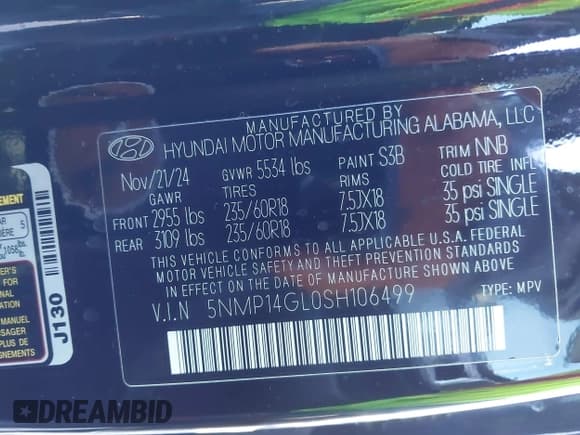 MANUFACTURED BY
HYUNDAI MOTOR MANUFACTURING ALABAMA, LLC
Nov/21/24 GVWR 5534 lbs PAINT S3B TRIM NNB
GAWR TIRES RIMS COLD TIRE INFL
FRONT 2955 lbs 235/60R18 7.5JX18 35 psi SINGLE
REAR 3109 lbs 235/60R18 7.5JX18 35 psi SINGLE
THIS VEHICLE CONFORMS TO ALL APPLICABLE U.S.A. FEDERAL
MOTOR VEHICLE SAFETY AND THEFT PREVENTION STANDARDS
IN EFFECT ON THE DATE OF MANUFACTURE SHOWN ABOVE.
V.I.N 5NMP14GL0SH106499 TYPE: MPV
J130
DREAMBID